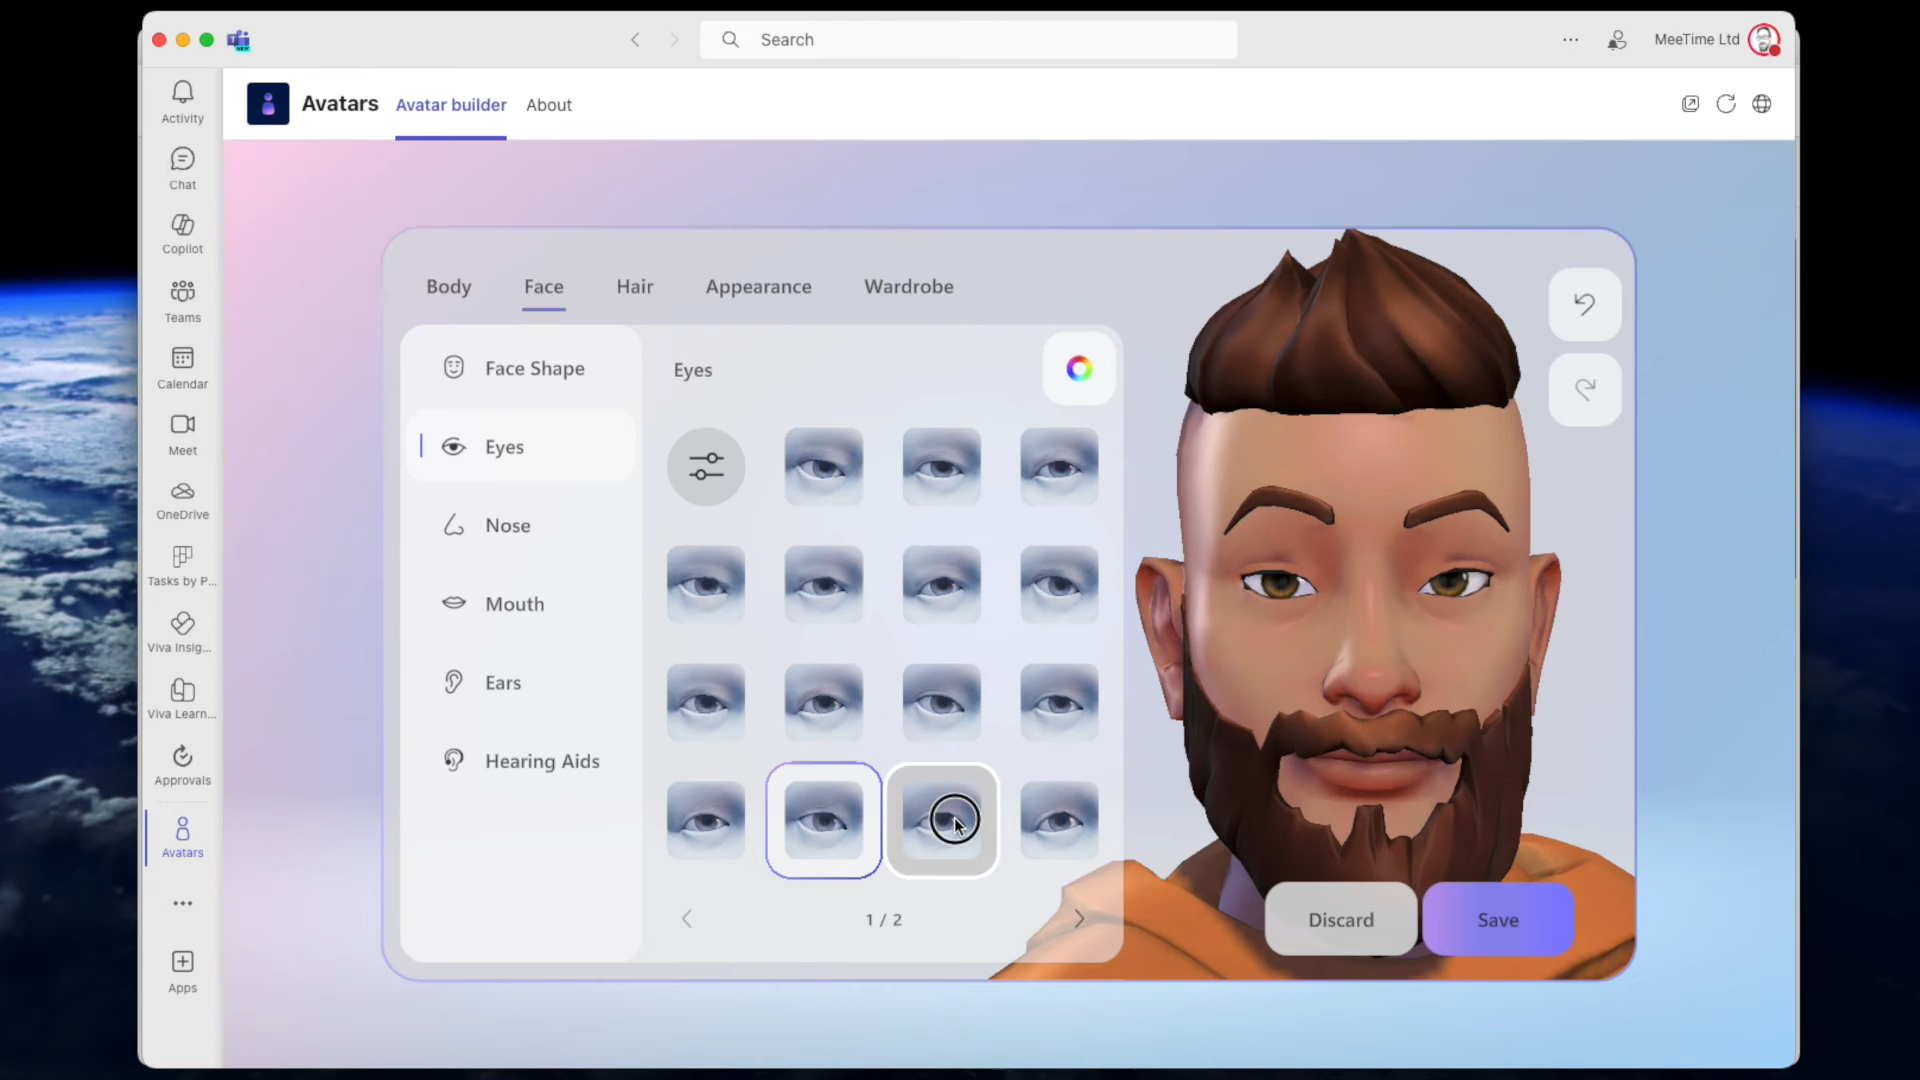 Search
MeeTime Ltd
Activity
Chat
Copilot
Teams
Calendar
Meet
OneDrive
Tasks by P...
Viva Insig...
Viva Learn...
Approvals
Avatars
Apps
Avatars
Avatar builder
About
Body
Face
Hair
Appearance
Wardrobe
Face Shape
Eyes
Nose
Mouth
Ears
Hearing Aids
Eyes
1 / 2
Discard
Save